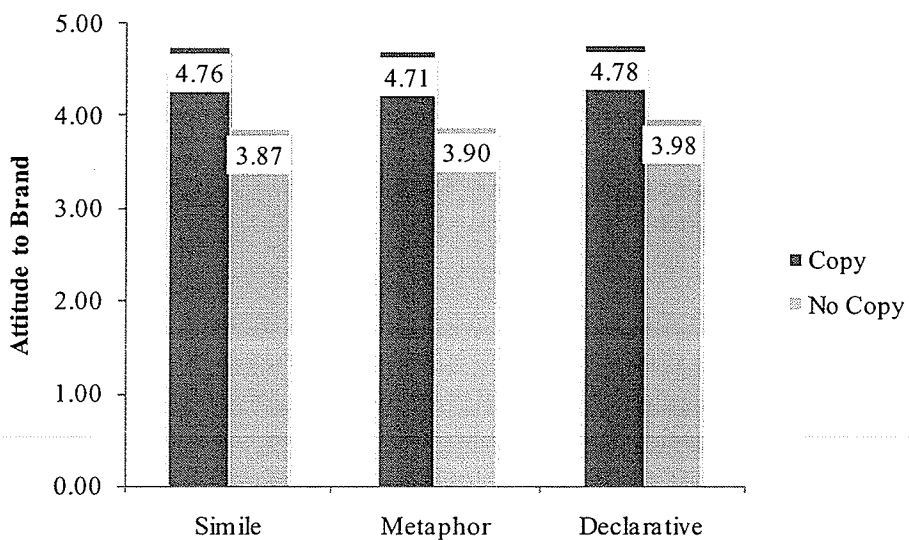 5.00
4.00
3.00
2.00
1.00
0.00
Attitude to Brand
4.76
3.87
4.71
3.90
4.78
3.98
Simile
Metaphor
Declarative
Copy
No Copy